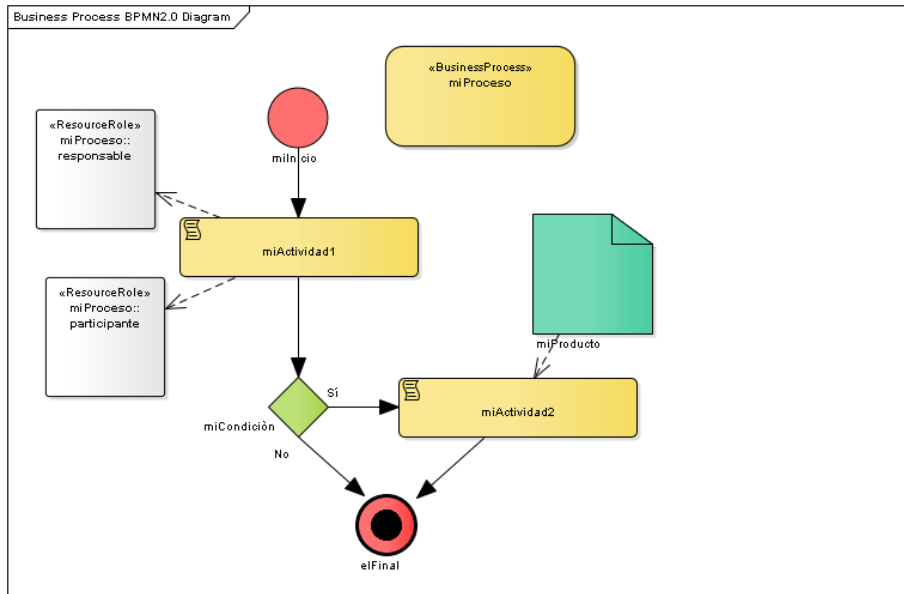 Business Process BPMN2.0 Diagram
«BusinessProcess»
miProceso
«ResourceRole»
miProceso::
responsable
miInicio
miActividad1
«ResourceRole»
miProceso::
participante
miProducto
Sí
miActividad2
miCondiciòn
No
elFinal